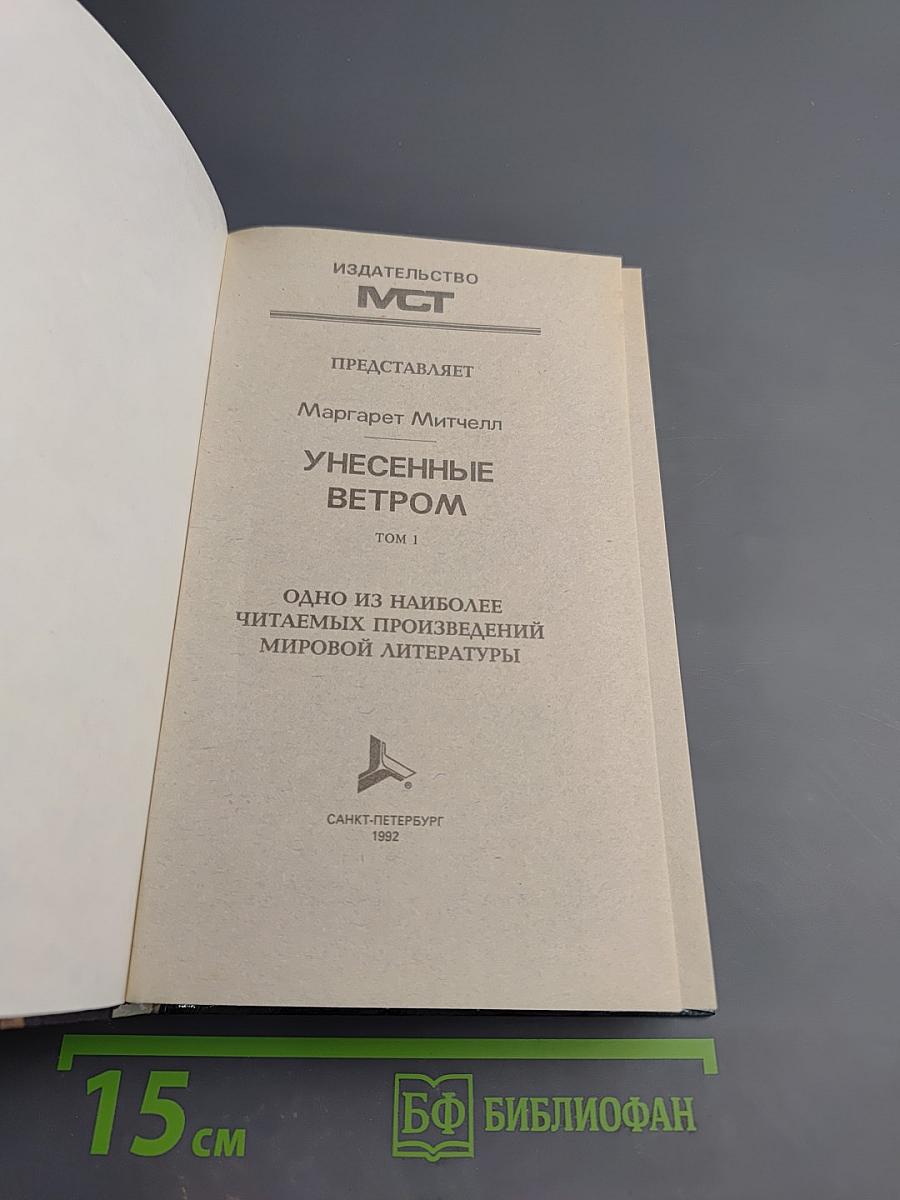 ИЗДАТЕЛЬСТВО
МСТ
ПРЕДСТАВЛЯЕТ
Маргарет Митчелл
УНЕСЕННЫЕ
ВЕТРОМ
ТОМ 1
ОДНО ИЗ НАИБОЛЕЕ
ЧИТАЕМЫХ ПРОИЗВЕДЕНИЙ
МИРОВОЙ ЛИТЕРАТУРЫ
®
САНКТ-ПЕТЕРБУРГ
1992
15 см
БФ БИБЛИОФАН